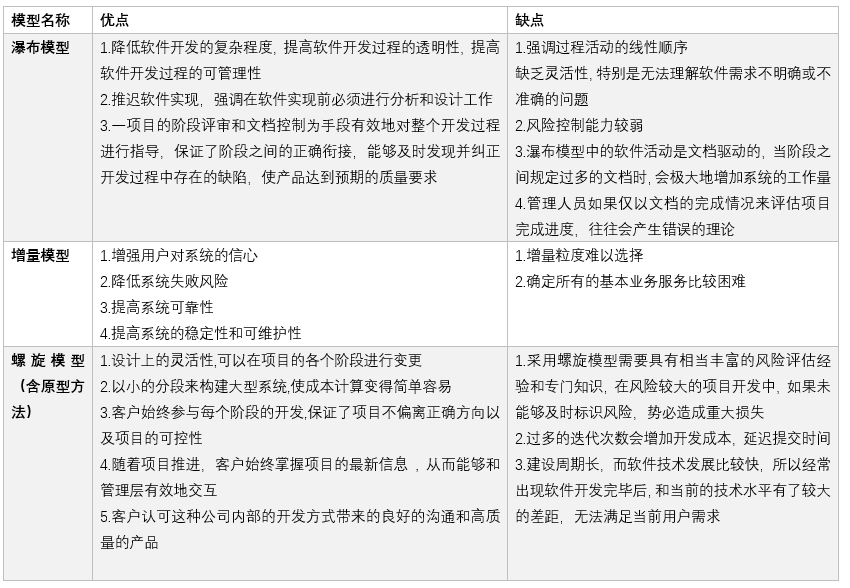 模型名称
优点
缺点
瀑布模型
1.降低软件开发的复杂程度，提高软件开发过程的透明性，提高
软件开发过程的可管理性
2.推迟软件实现，强调在软件实现前必须进行分析和设计工作
3.一项目的阶段评审和文档控制为手段有效地对整个开发过程
进行指导，保证了阶段之间的正确衔接，能够及时发现并纠正
开发过程中存在的缺陷，使产品达到预期的质量要求
1.强调过程活动的线性顺序
缺乏灵活性,特别是无法理解软件需求不明确或不
准确的问题
2.风险控制能力较弱
3.瀑布模型中的软件活动是文档驱动的，当阶段之
间规定过多的文档时,会极大地增加系统的工作量
4.管理人员如果仅以文档的完成情况来评估项目
完成进度，往往会产生错误的理论
增量模型
1.增强用户对系统的信心
2.降低系统失败风险
3.提高系统可靠性
4.提高系统的稳定性和可维护性
1.增量粒度难以选择
2.确定所有的基本业务服务比较困难
螺旋模型
（含原型方
法）
1.设计上的灵活性,可以在项目的各个阶段进行变更
2.以小的分段来构建大型系统,使成本计算变得简单容易
3.客户始终参与每个阶段的开发,保证了项目不偏离正确方向以
及项目的可控性
4.随着项目推进，客户始终掌握项目的最新信息，从而能够和
管理层有效地交互
5.客户认可这种公司内部的开发方式带来的良好的沟通和高质
量的产品
1.采用螺旋模型需要具有相当丰富的风险评估经
验和专门知识，在风险较大的项目开发中，如果未
能够及时标识风险，势必造成重大损失
2.过多的迭代次数会增加开发成本，延迟提交时间
3.建设周期长，而软件技术发展比较快，所以经常
出现软件开发完毕后,和当前的技术水平有了较大
的差距，无法满足当前用户需求